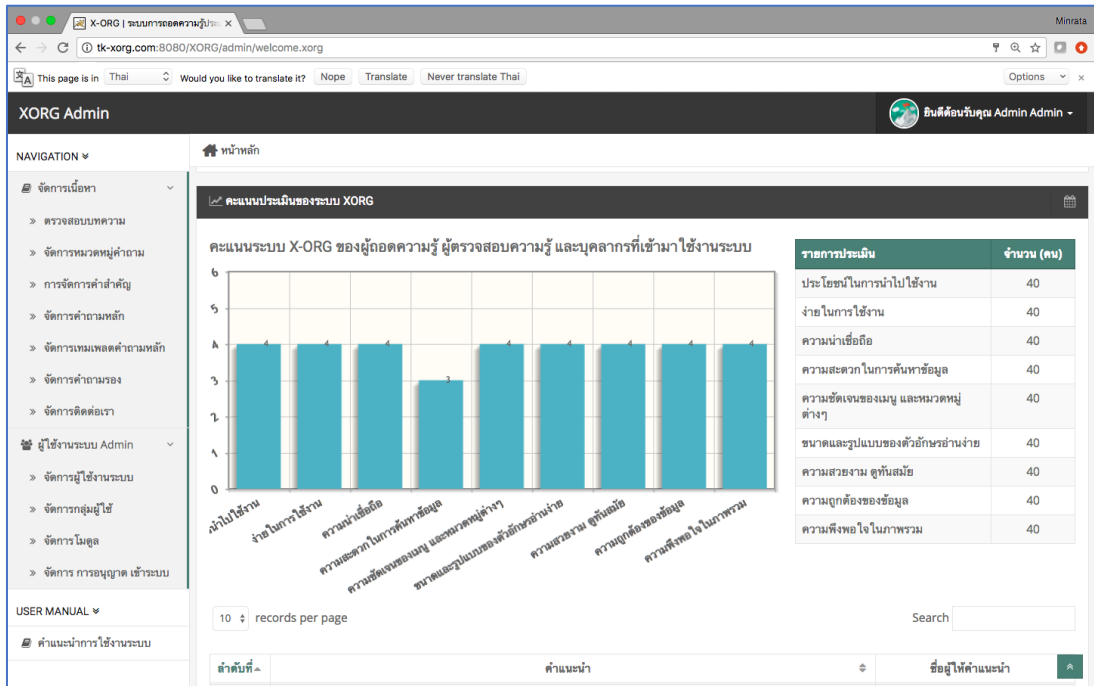 X-ORG | ระบบการถอดความรู้ประ
Minrata
tk-xorg.com:8080/XORG/admin/welcome.xorg
This page is in Thai Would you like to translate it? Nope Translate Never translate Thai Options
XORG Admin
ยินดีต้อนรับคุณ Admin Admin
NAVIGATION
หน้าหลัก
จัดการเนื้อหา
ตรวจสอบบทความ
จัดการหมวดหมู่คำถาม
การจัดการคำสำคัญ
จัดการคำถามหลัก
จัดการเทมเพลตคำถามหลัก
จัดการคำถามรอง
จัดการติดต่อเรา
ผู้ใช้งานระบบ Admin
จัดการผู้ใช้งานระบบ
จัดการกลุ่มผู้ใช้
จัดการโมดูล
จัดการ การอนุญาต เข้าระบบ
USER MANUAL
คำแนะนำการใช้งานระบบ
คะแนนประเมินของระบบ XORG
คะแนนระบบ X-ORG ของผู้ถอดความรู้ ผู้ตรวจสอบความรู้ และบุคลากรที่เข้ามาใช้งานระบบ
6
5
4
3
2
1
0
4 4 4 3 4 4 4 4 4
นำไปใช้งาน
ง่ายในการใช้งาน
ความน่าเชื่อถือ
ความสะดวกในการค้นหาข้อมูล
ความชัดเจนของเมนู และหมวดหมู่ต่างๆ
ขนาดและรูปแบบของตัวอักษรอ่านง่าย
ความสวยงาม ดูทันสมัย
ความถูกต้องของข้อมูล
ความพึงพอใจในภาพรวม
รายการประเมิน จำนวน (คน)
ประโยชน์ในการนำไปใช้งาน 40
ง่ายในการใช้งาน 40
ความน่าเชื่อถือ 40
ความสะดวกในการค้นหาข้อมูล 40
ความชัดเจนของเมนู และหมวดหมู่ 40
ต่างๆ
ขนาดและรูปแบบของตัวอักษรอ่านง่าย 40
ความสวยงาม ดูทันสมัย 40
ความถูกต้องของข้อมูล 40
ความพึงพอใจในภาพรวม 40
10 records per page
Search
ลำดับที่ คำแนะนำ ชื่อผู้ให้คำแนะนำ